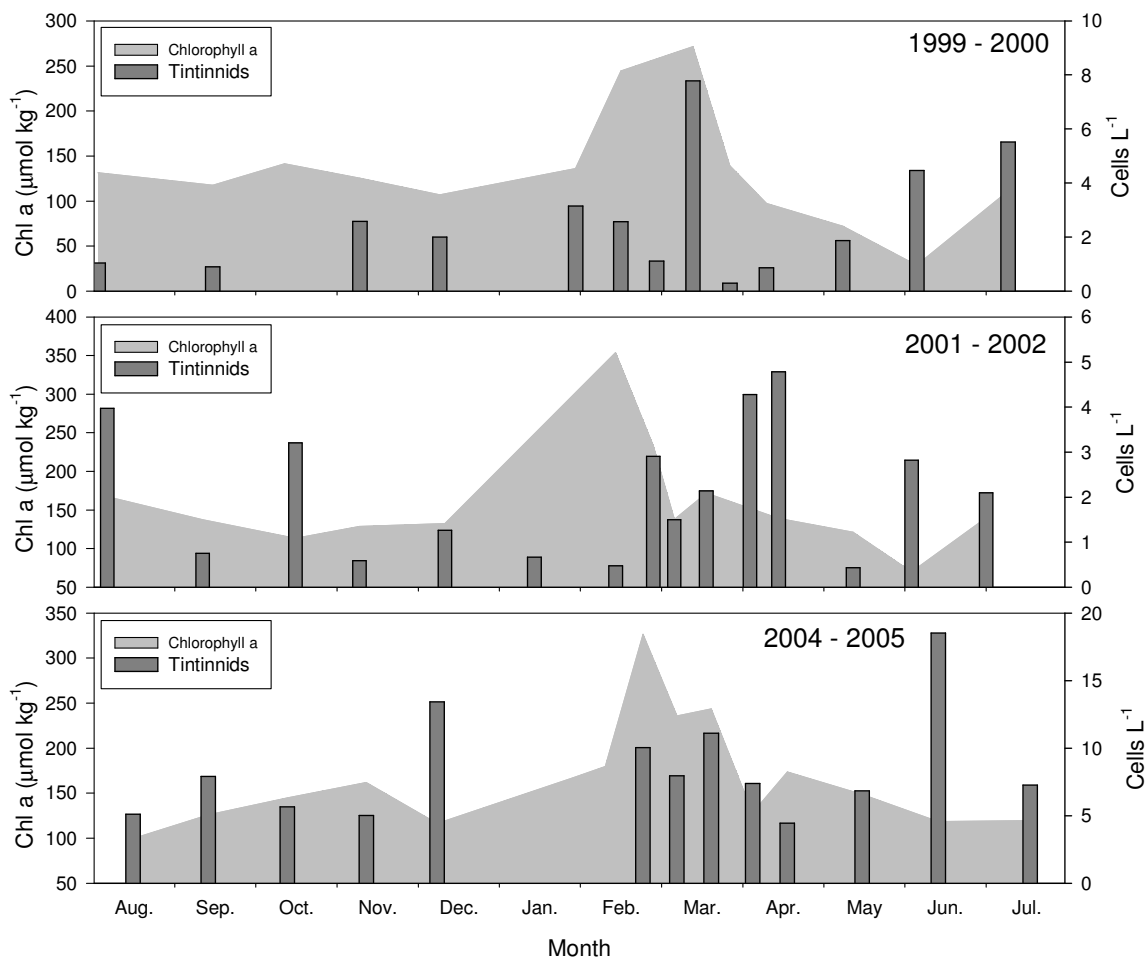 300
250
200
150
100
50
0
Chl a (µmol kg⁻¹)
Chlorophyll a
Tintinnids
1999 - 2000
10
8
6
4
2
0
Cells L⁻¹
400
350
300
250
200
150
100
50
Chl a (µmol kg⁻¹)
Chlorophyll a
Tintinnids
2001 - 2002
6
5
4
3
2
1
0
Cells L⁻¹
350
300
250
200
150
100
50
Chl a (µmol kg⁻¹)
Chlorophyll a
Tintinnids
2004 - 2005
20
15
10
5
0
Cells L⁻¹
Aug. Sep. Oct. Nov. Dec. Jan. Feb. Mar. Apr. May Jun. Jul.
Month